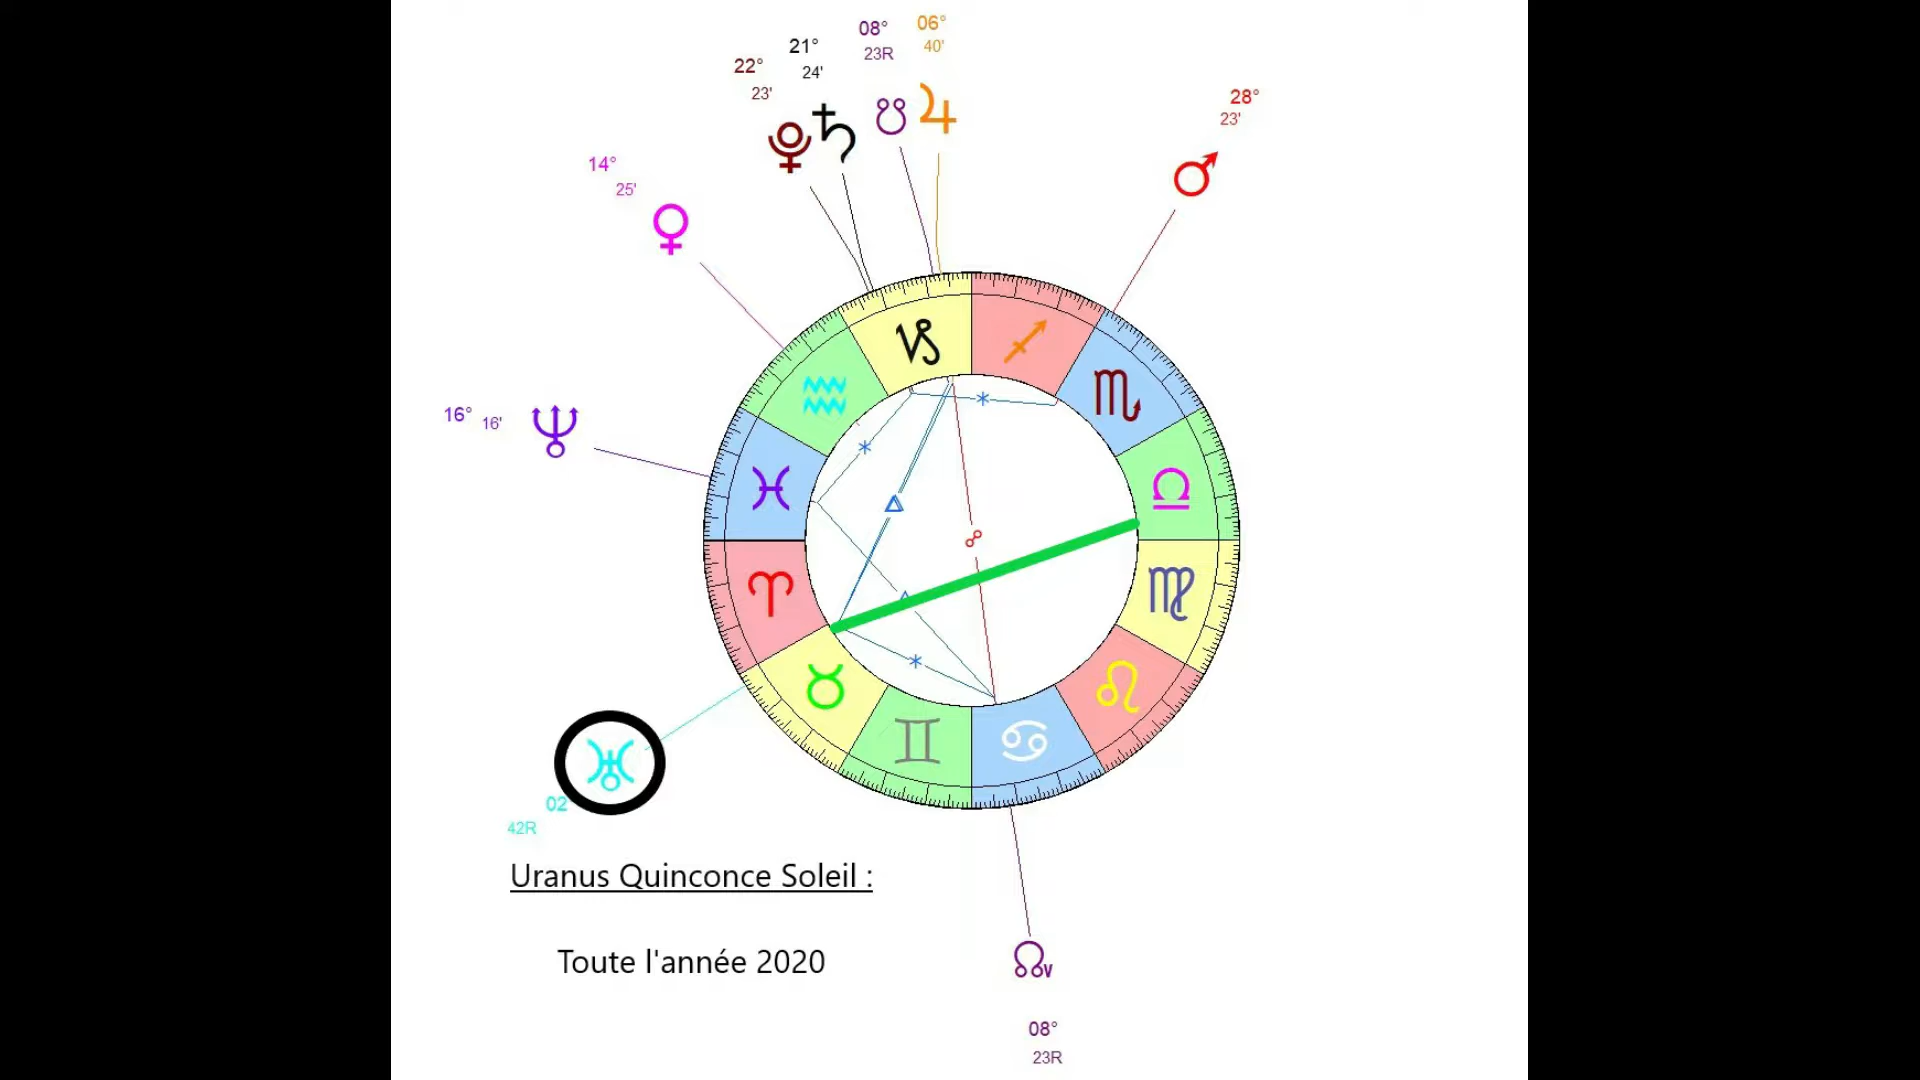 08°
06°
23R
40'
21°
22°
24'
23'
28°
23'
14°
25'
16°
16'
02
42R
Uranus Quinconce Soleil :
Toute l'année 2020
V
08°
23R